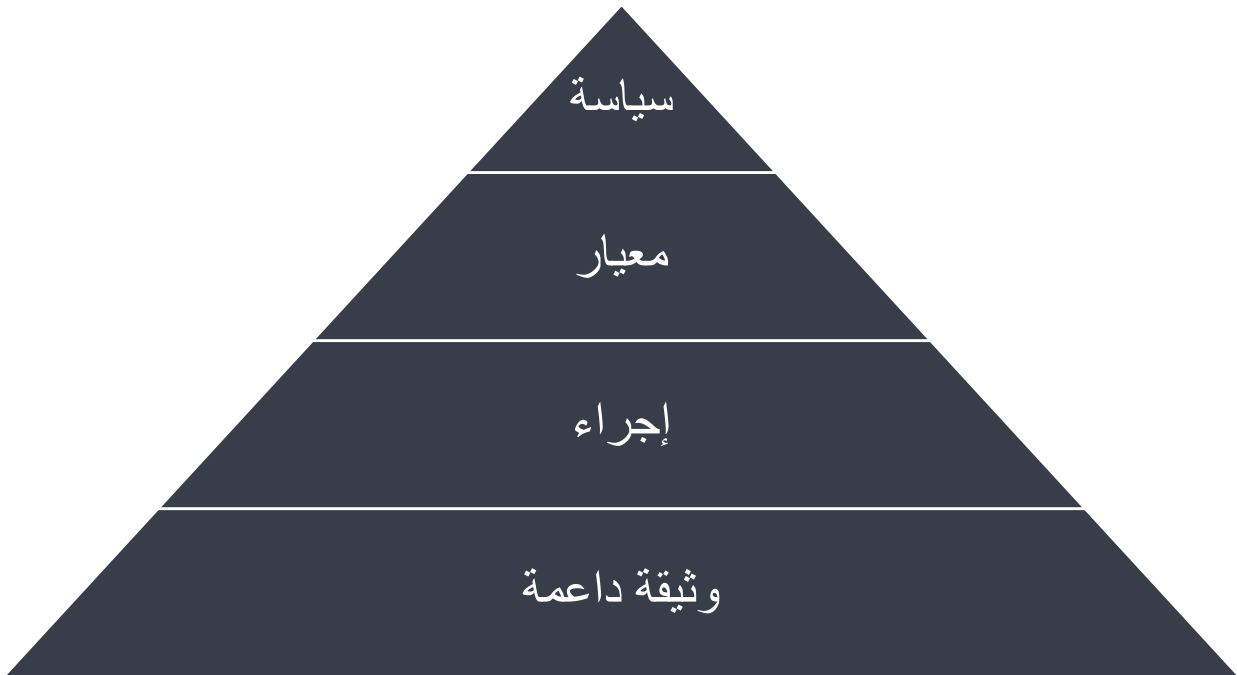 سياسة
معيار
إجراء
وثيقة داعمة